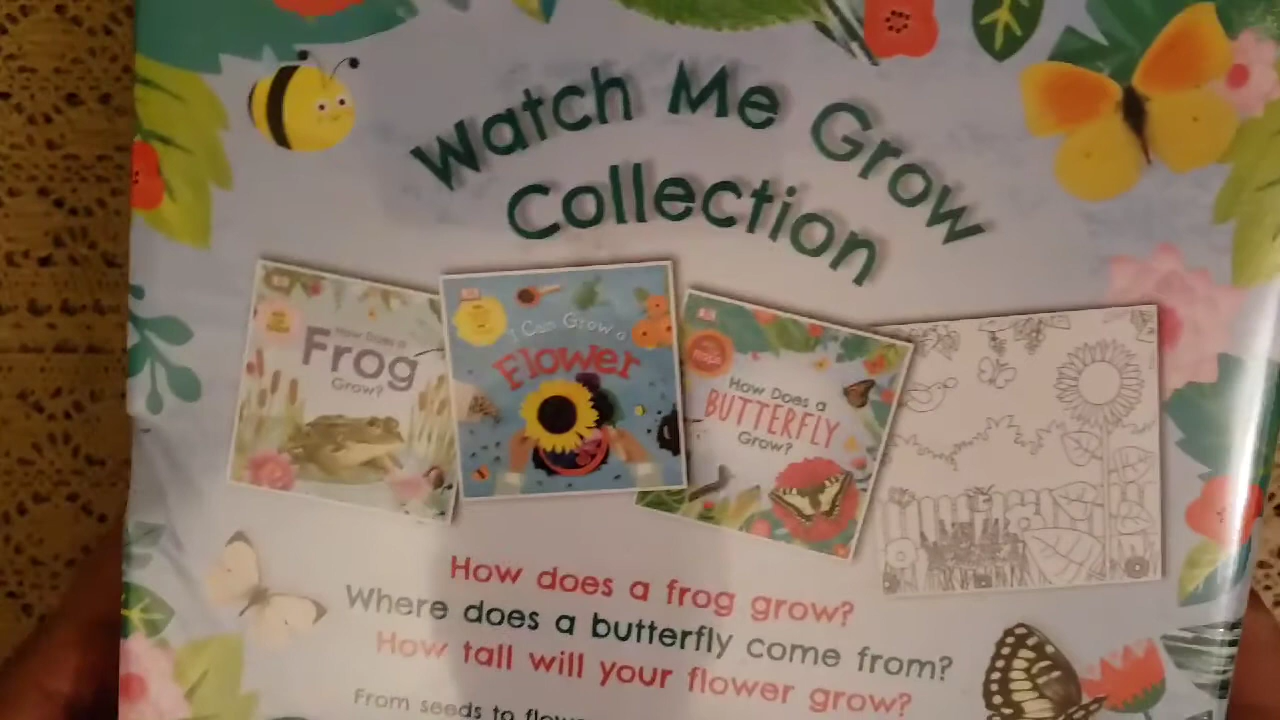 Watch Me Grow
Collection
How Does a
Frog
Grow?
I Can Grow a
Flower
How Does a
BUTTERFLY
Grow?
How does a frog grow?
Where does a butterfly come from?
How tall will your flower grow?
From seeds to